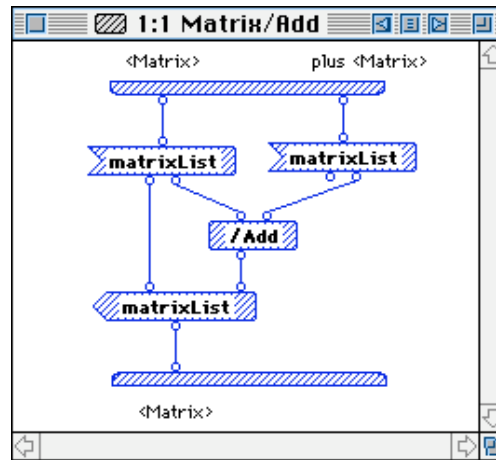 1:1 Matrix/Add
<Matrix> plus <Matrix>
matrixList matrixList
/Add
matrixList
<Matrix>